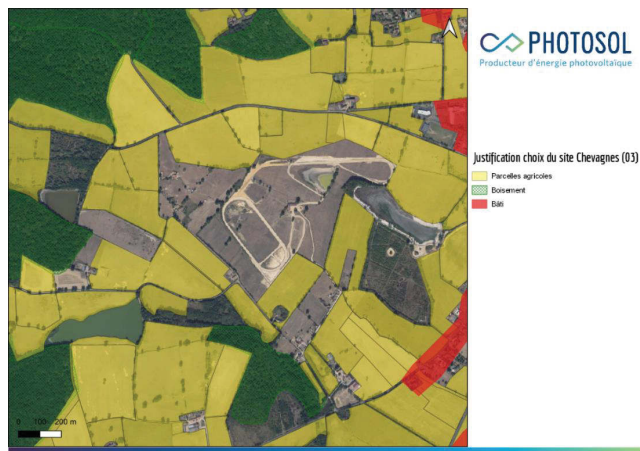 PHOTOSOL
Producteur d'énergie photovoltaïque
Justification choix du site Chevagnes (03)
Parcelles agricoles
Boisement
Bâti
0 100 200 m